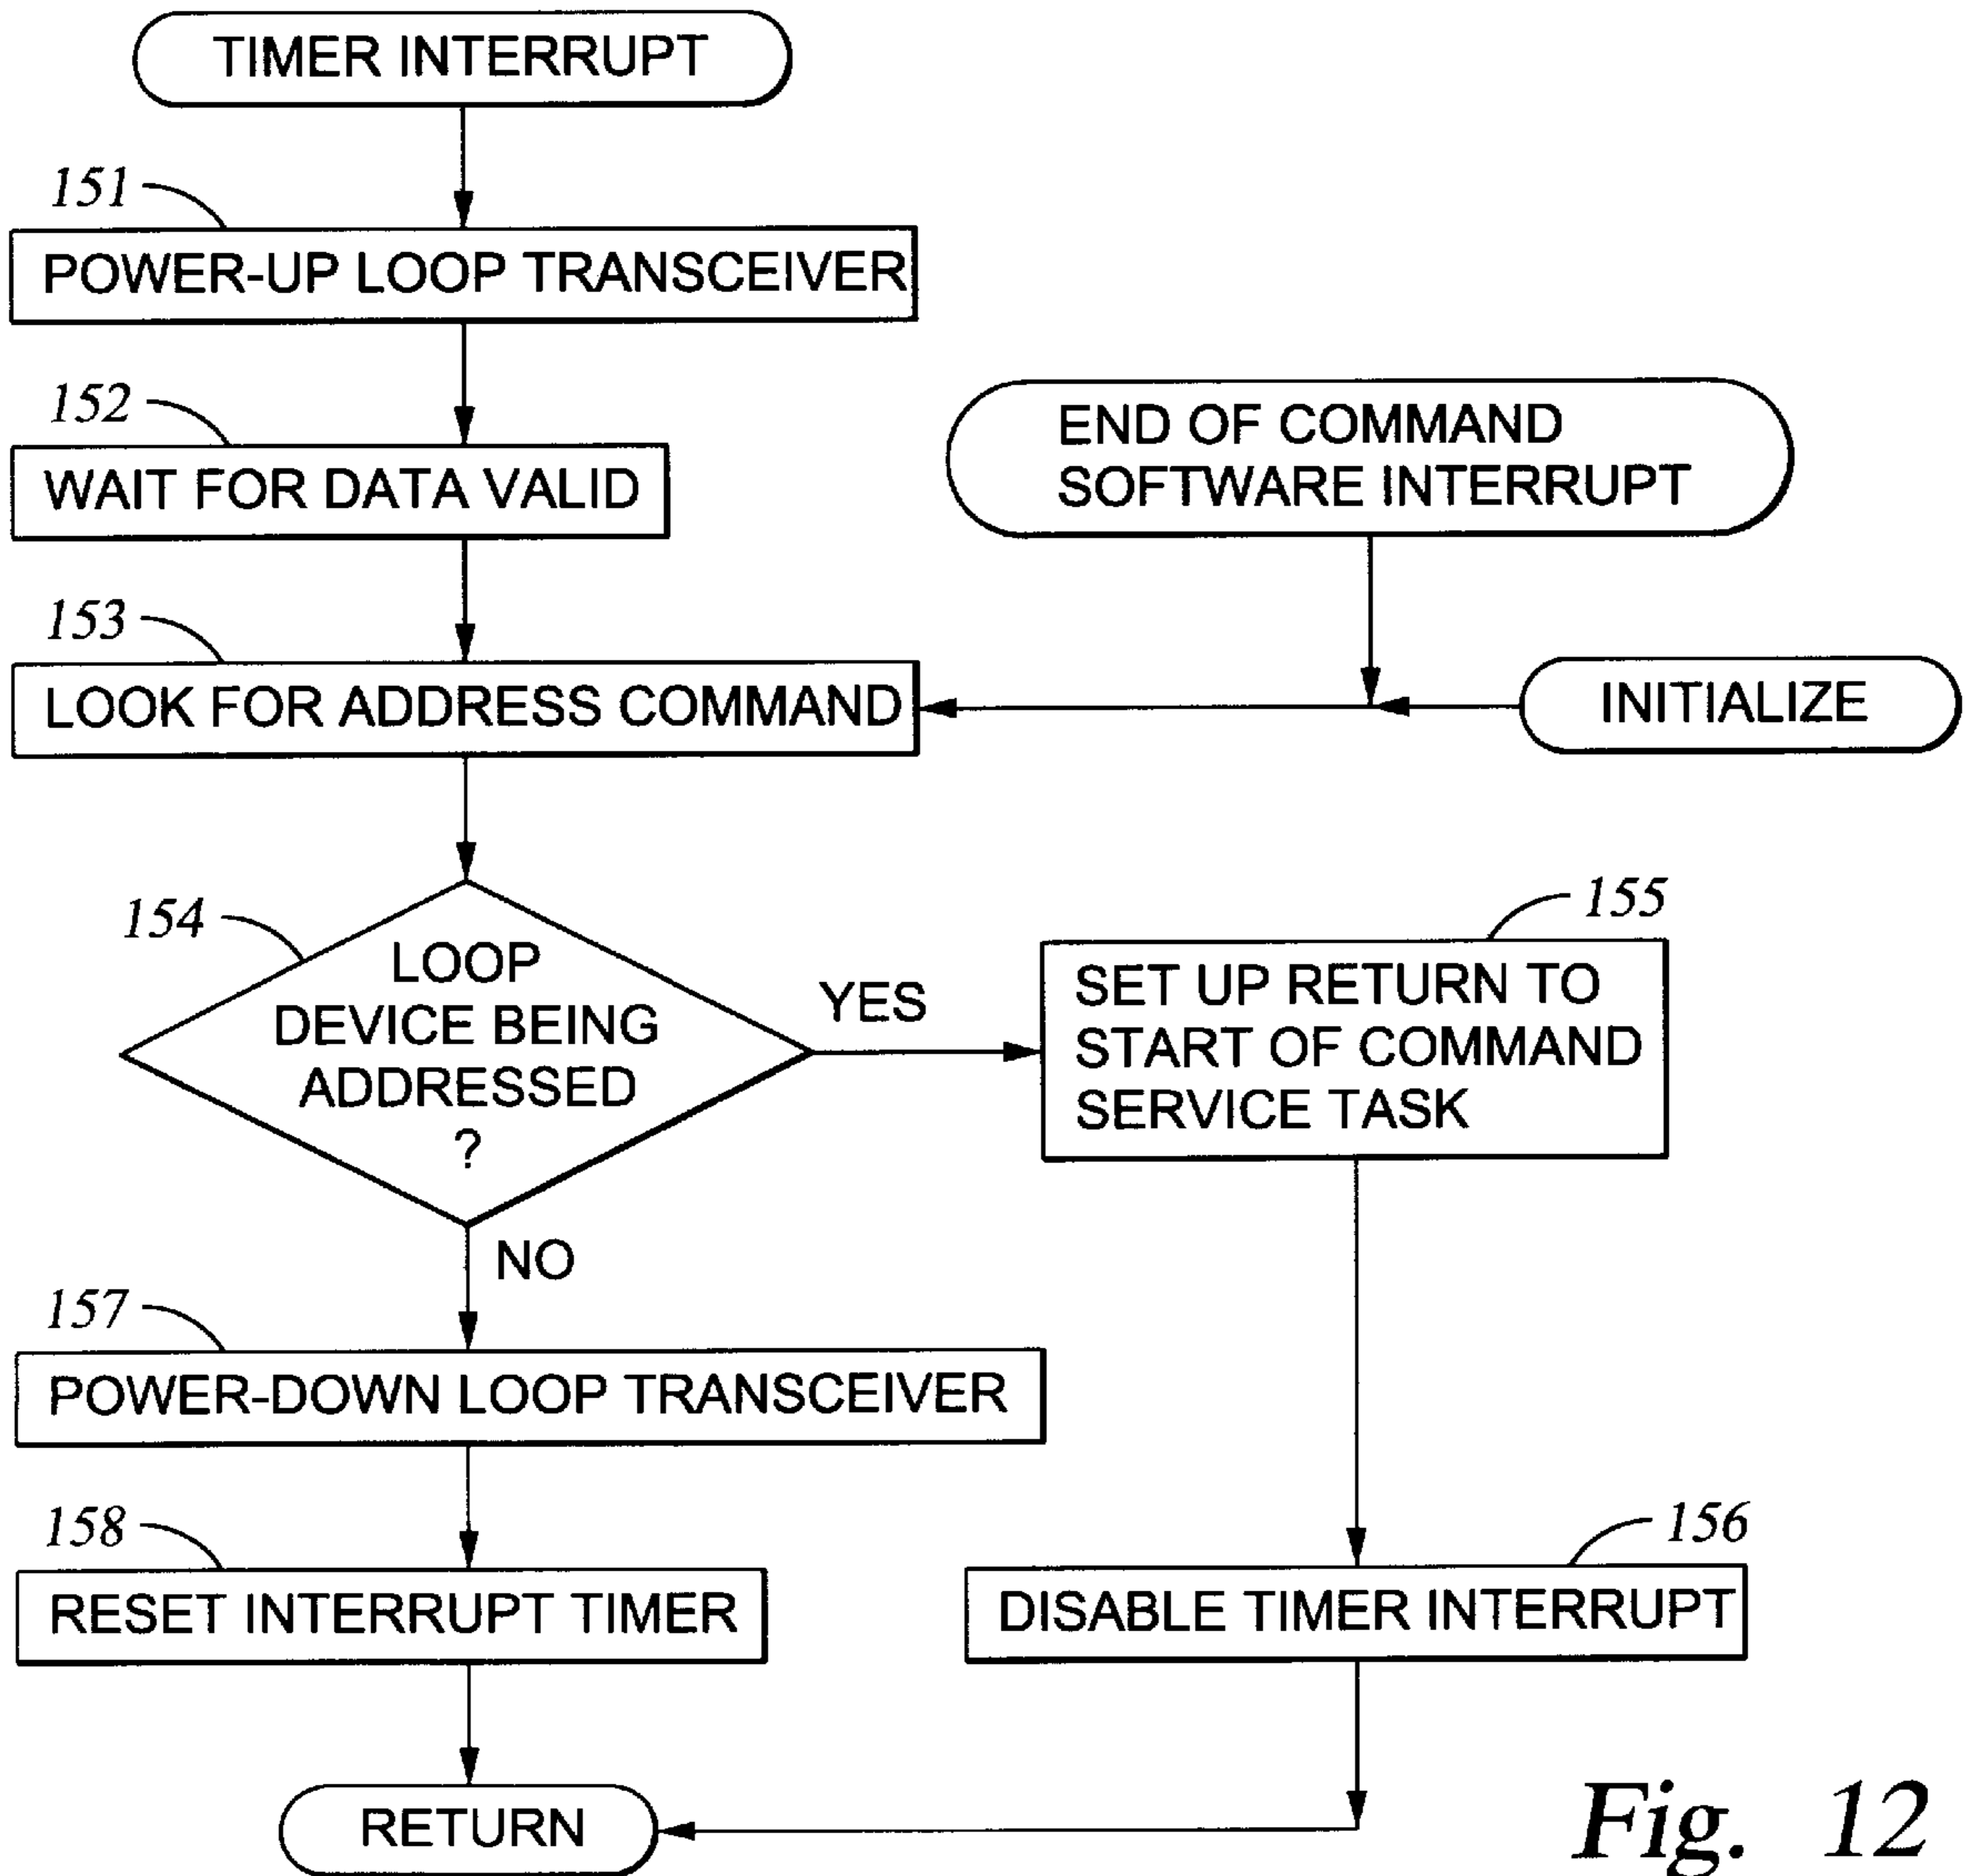 TIMER INTERRUPT
151
POWER-UP LOOP TRANSCEIVER
152
WAIT FOR DATA VALID
END OF COMMAND
SOFTWARE INTERRUPT
153
LOOK FOR ADDRESS COMMAND
INITIALIZE
154
LOOP
DEVICE BEING
ADDRESSED
?
YES
155
SET UP RETURN TO
START OF COMMAND
SERVICE TASK
NO
157
POWER-DOWN LOOP TRANSCEIVER
158
RESET INTERRUPT TIMER
156
DISABLE TIMER INTERRUPT
RETURN
Fig. 12